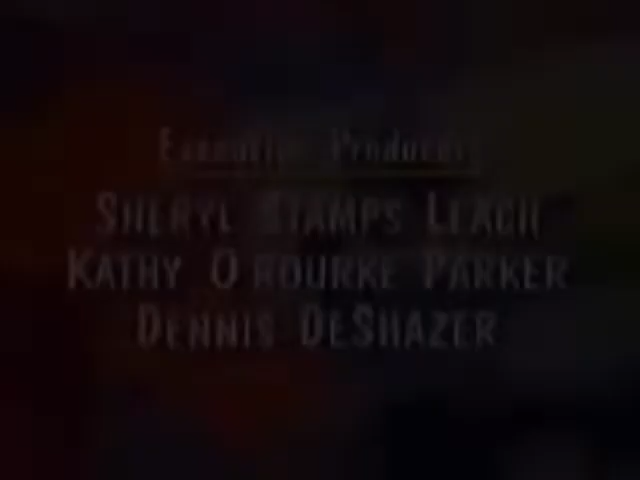 Executive Producers
SHERYL STAMPS LEACH
KATHY O'ROURKE PARKER
DENNIS DESHAZER